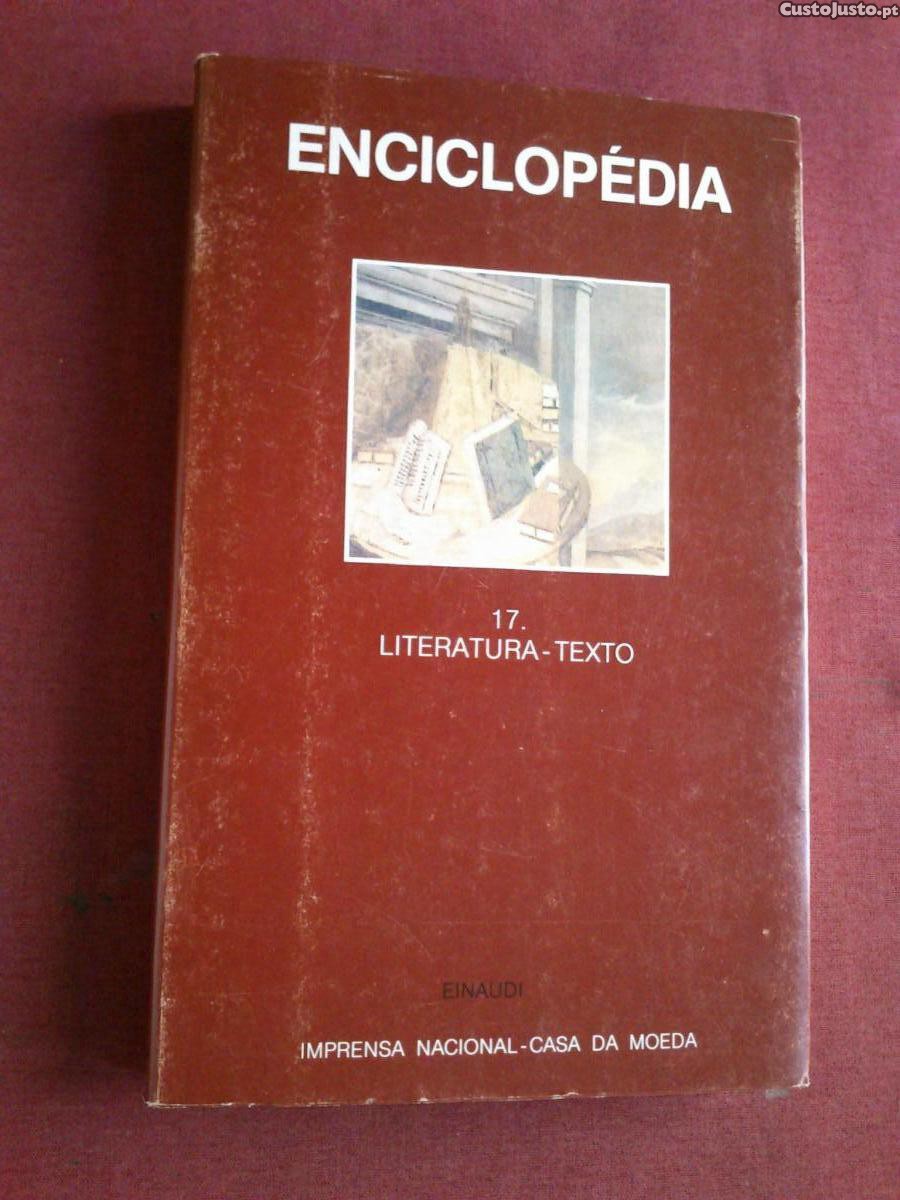 CustoJusto.pt
ENCICLOPÉDIA
17.
LITERATURA-TEXTO
EINAUDI
IMPRENSA NACIONAL-CASA DA MOEDA